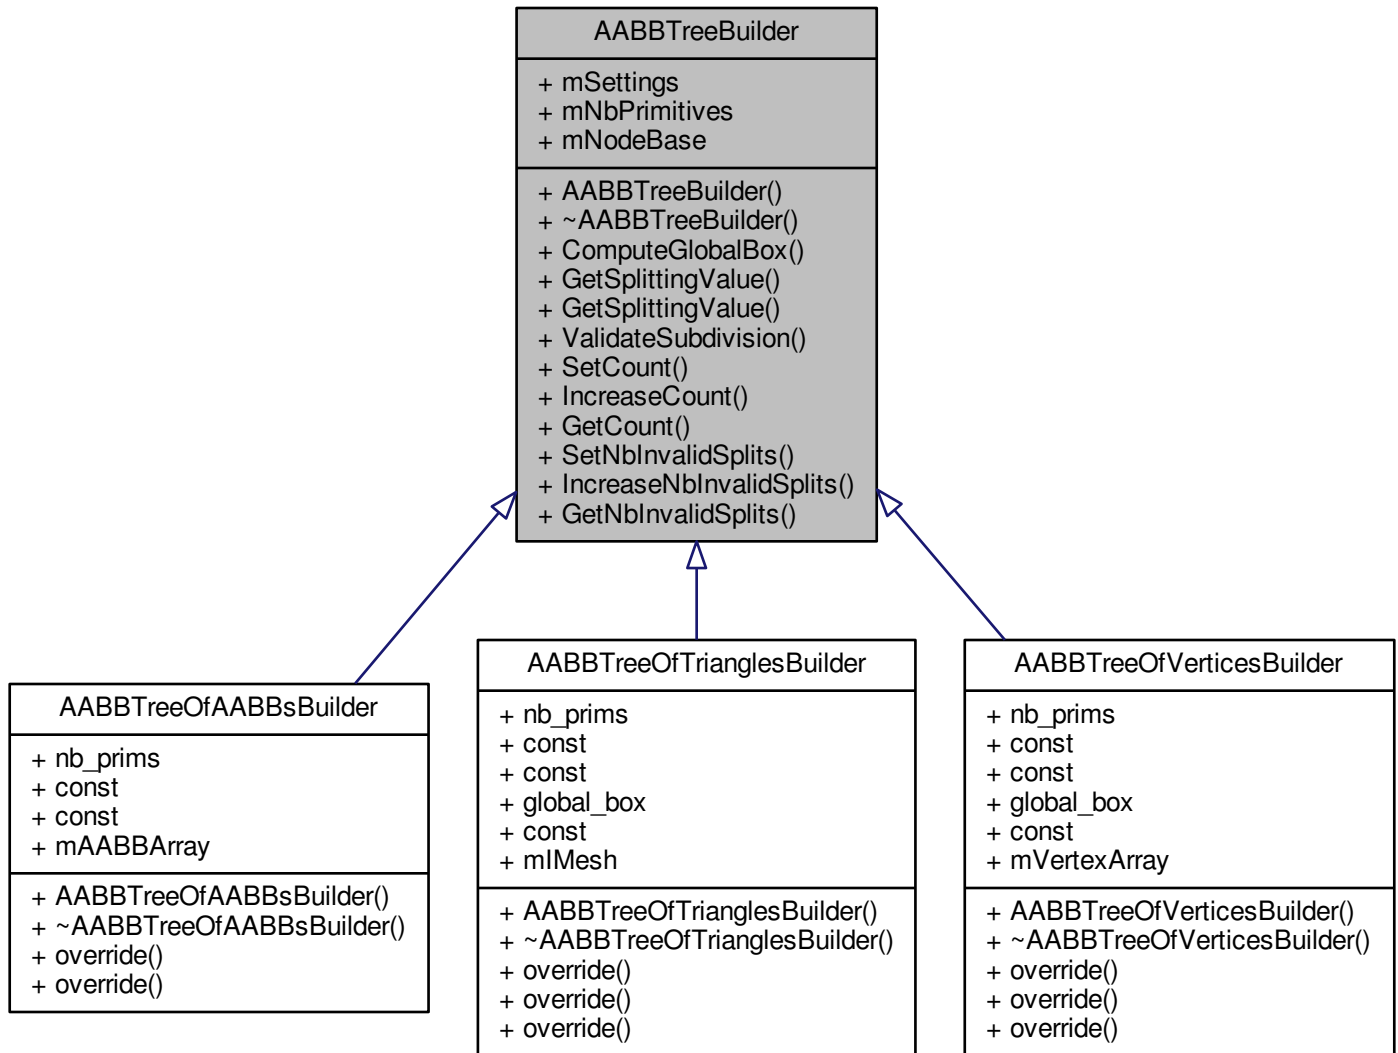 AABBTreeBuilder
+ mSettings
+ mNbPrimitives
+ mNodeBase
+ AABBTreeBuilder()
+ ~AABBTreeBuilder()
+ ComputeGlobalBox()
+ GetSplittingValue()
+ GetSplittingValue()
+ ValidateSubdivision()
+ SetCount()
+ IncreaseCount()
+ GetCount()
+ SetNbInvalidSplits()
+ IncreaseNbInvalidSplits()
+ GetNbInvalidSplits()
AABBTreeOfAABBsBuilder
+ nb_prims
+ const
+ const
+ mAABBArray
+ AABBTreeOfAABBsBuilder()
+ ~AABBTreeOfAABBsBuilder()
+ override()
+ override()
AABBTreeOfTrianglesBuilder
+ nb_prims
+ const
+ const
+ global_box
+ const
+ mIMesh
+ AABBTreeOfTrianglesBuilder()
+ ~AABBTreeOfTrianglesBuilder()
+ override()
+ override()
+ override()
AABBTreeOfVerticesBuilder
+ nb_prims
+ const
+ const
+ global_box
+ const
+ mVertexArray
+ AABBTreeOfVerticesBuilder()
+ ~AABBTreeOfVerticesBuilder()
+ override()
+ override()
+ override()